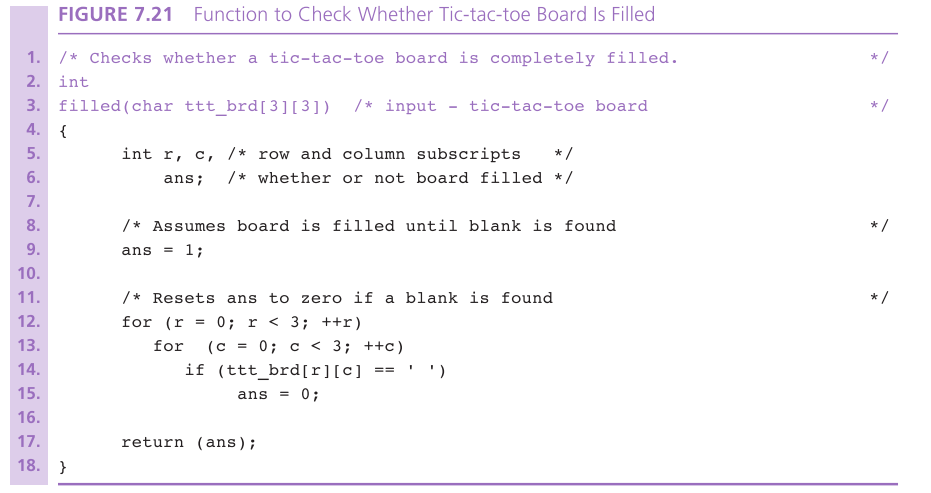 FIGURE 7.21 Function to Check Whether Tic-tac-toe Board Is Filled
1. /* Checks whether a tic-tac-toe board is completely filled. */
2. int
3. filled(char ttt_brd[3][3]) /* input - tic-tac-toe board */
4. {
5. int r, c, /* row and column subscripts */
6. ans; /* whether or not board filled */
7.
8. /* Assumes board is filled until blank is found */
9. ans = 1;
10.
11. /* Resets ans to zero if a blank is found */
12. for (r = 0; r < 3; ++r)
13. for (c = 0; c < 3; ++c)
14. if (ttt_brd[r][c] == ' ')
15. ans = 0;
16.
17. return (ans);
18. }